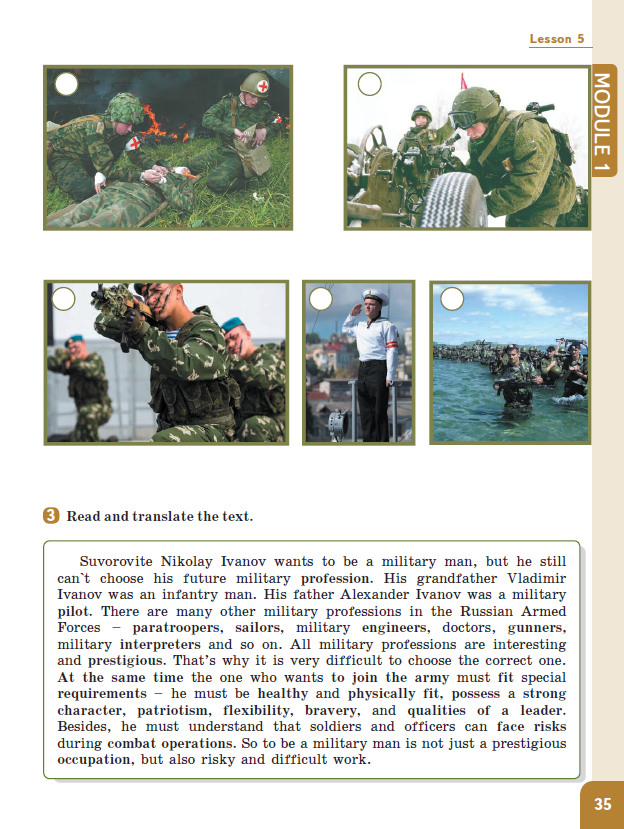 Lesson 5
MODULE 1
3 Read and translate the text.
Suvorovite Nikolay Ivanov wants to be a military man, but he still
can`t choose his future military profession. His grandfather Vladimir
Ivanov was an infantry man. His father Alexander Ivanov was a military
pilot. There are many other military professions in the Russian Armed
Forces – paratroopers, sailors, military engineers, doctors, gunners,
military interpreters and so on. All military professions are interesting
and prestigious. That's why it is very difficult to choose the correct one.
At the same time the one who wants to join the army must fit special
requirements – he must be healthy and physically fit, possess a strong
character, patriotism, flexibility, bravery, and qualities of a leader.
Besides, he must understand that soldiers and officers can face risks
during combat operations. So to be a military man is not just a prestigious
occupation, but also risky and difficult work.
35